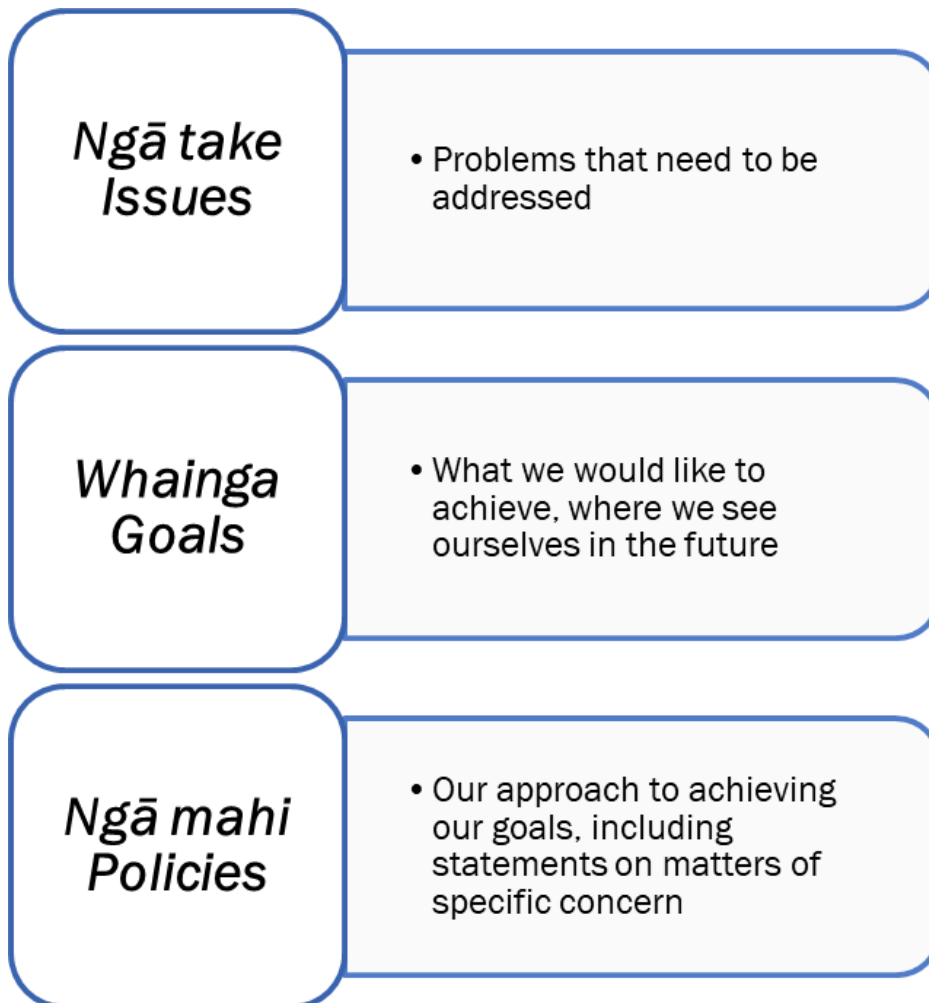 Ngā take
Issues
• Problems that need to be
addressed
Whainga
Goals
• What we would like to
achieve, where we see
ourselves in the future
Ngā mahi
Policies
• Our approach to achieving
our goals, including
statements on matters of
specific concern